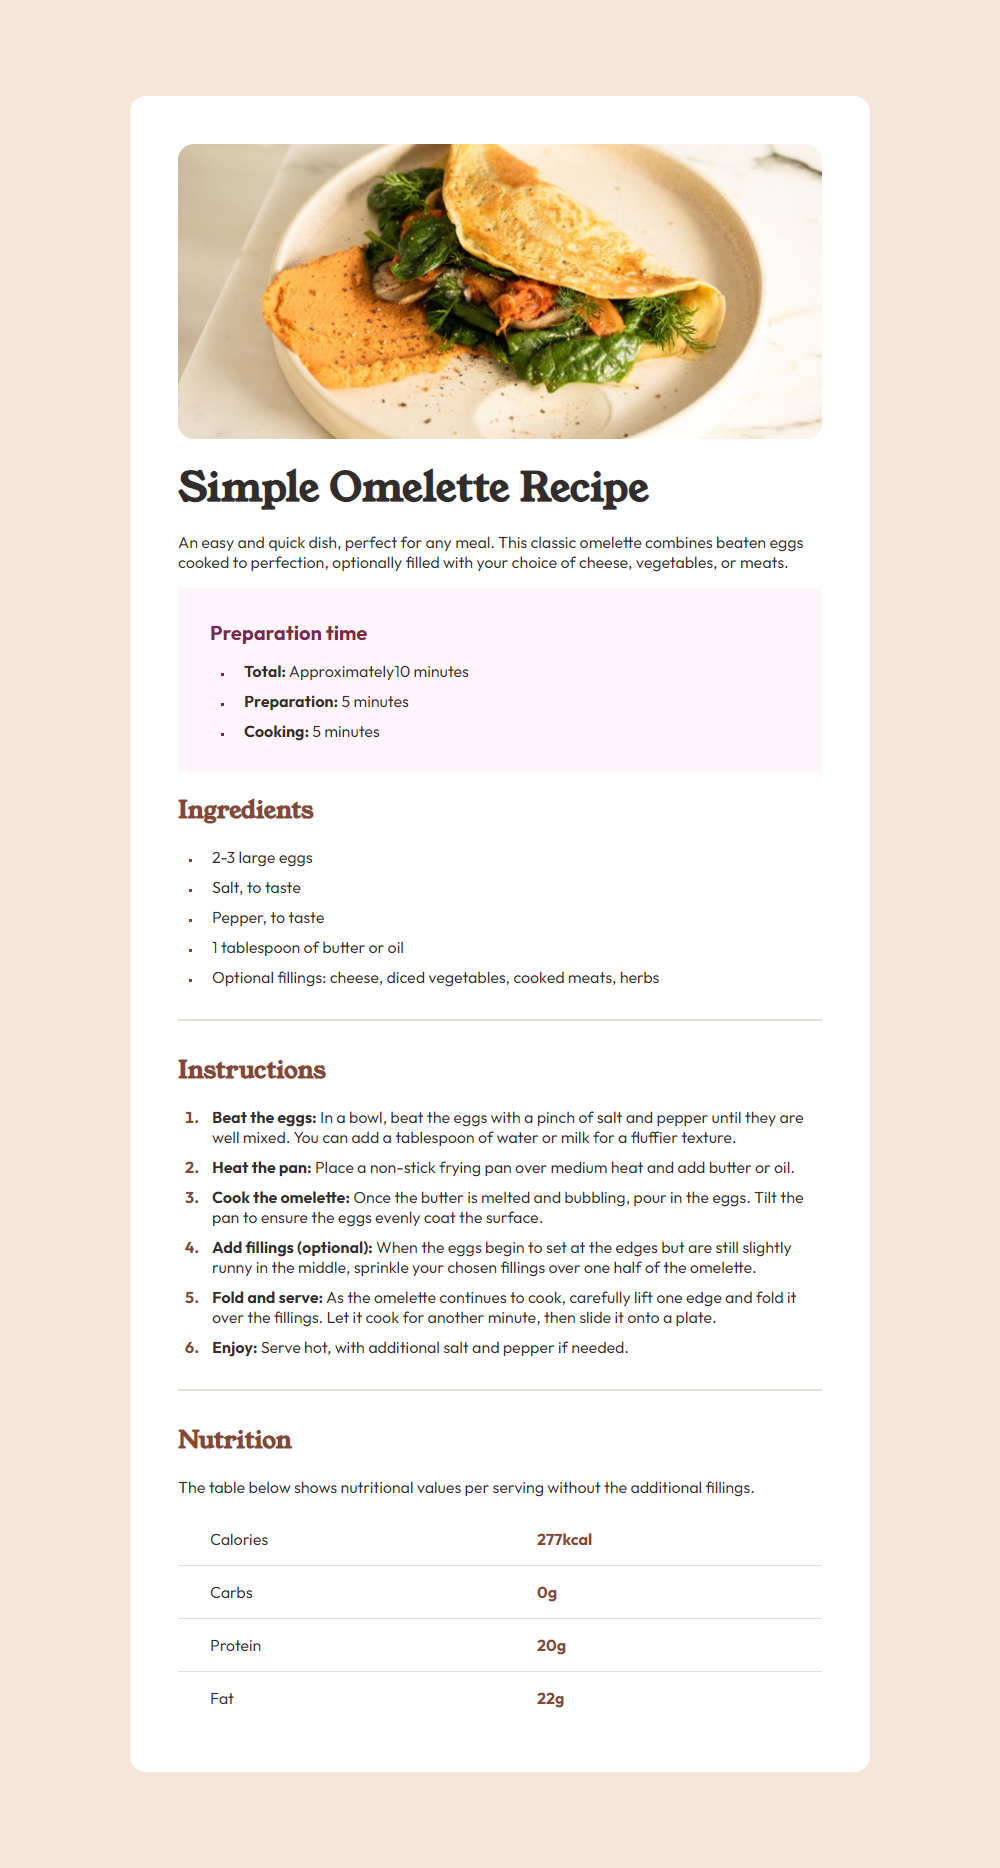 Simple Omelette Recipe
An easy and quick dish, perfect for any meal. This classic omelette combines beaten eggs
cooked to perfection, optionally filled with your choice of cheese, vegetables, or meats.
Preparation time
Total: Approximately10 minutes
Preparation: 5 minutes
Cooking: 5 minutes
Ingredients
2-3 large eggs
Salt, to taste
Pepper, to taste
1 tablespoon of butter or oil
Optional fillings: cheese, diced vegetables, cooked meats, herbs
Instructions
1. Beat the eggs: In a bowl, beat the eggs with a pinch of salt and pepper until they are
well mixed. You can add a tablespoon of water or milk for a fluffier texture.
2. Heat the pan: Place a non-stick frying pan over medium heat and add butter or oil.
3. Cook the omelette: Once the butter is melted and bubbling, pour in the eggs. Tilt the
pan to ensure the eggs evenly coat the surface.
4. Add fillings (optional): When the eggs begin to set at the edges but are still slightly
runny in the middle, sprinkle your chosen fillings over one half of the omelette.
5. Fold and serve: As the omelette continues to cook, carefully lift one edge and fold it
over the fillings. Let it cook for another minute, then slide it onto a plate.
6. Enjoy: Serve hot, with additional salt and pepper if needed.
Nutrition
The table below shows nutritional values per serving without the additional fillings.
Calories 277kcal
Carbs 0g
Protein 20g
Fat 22g